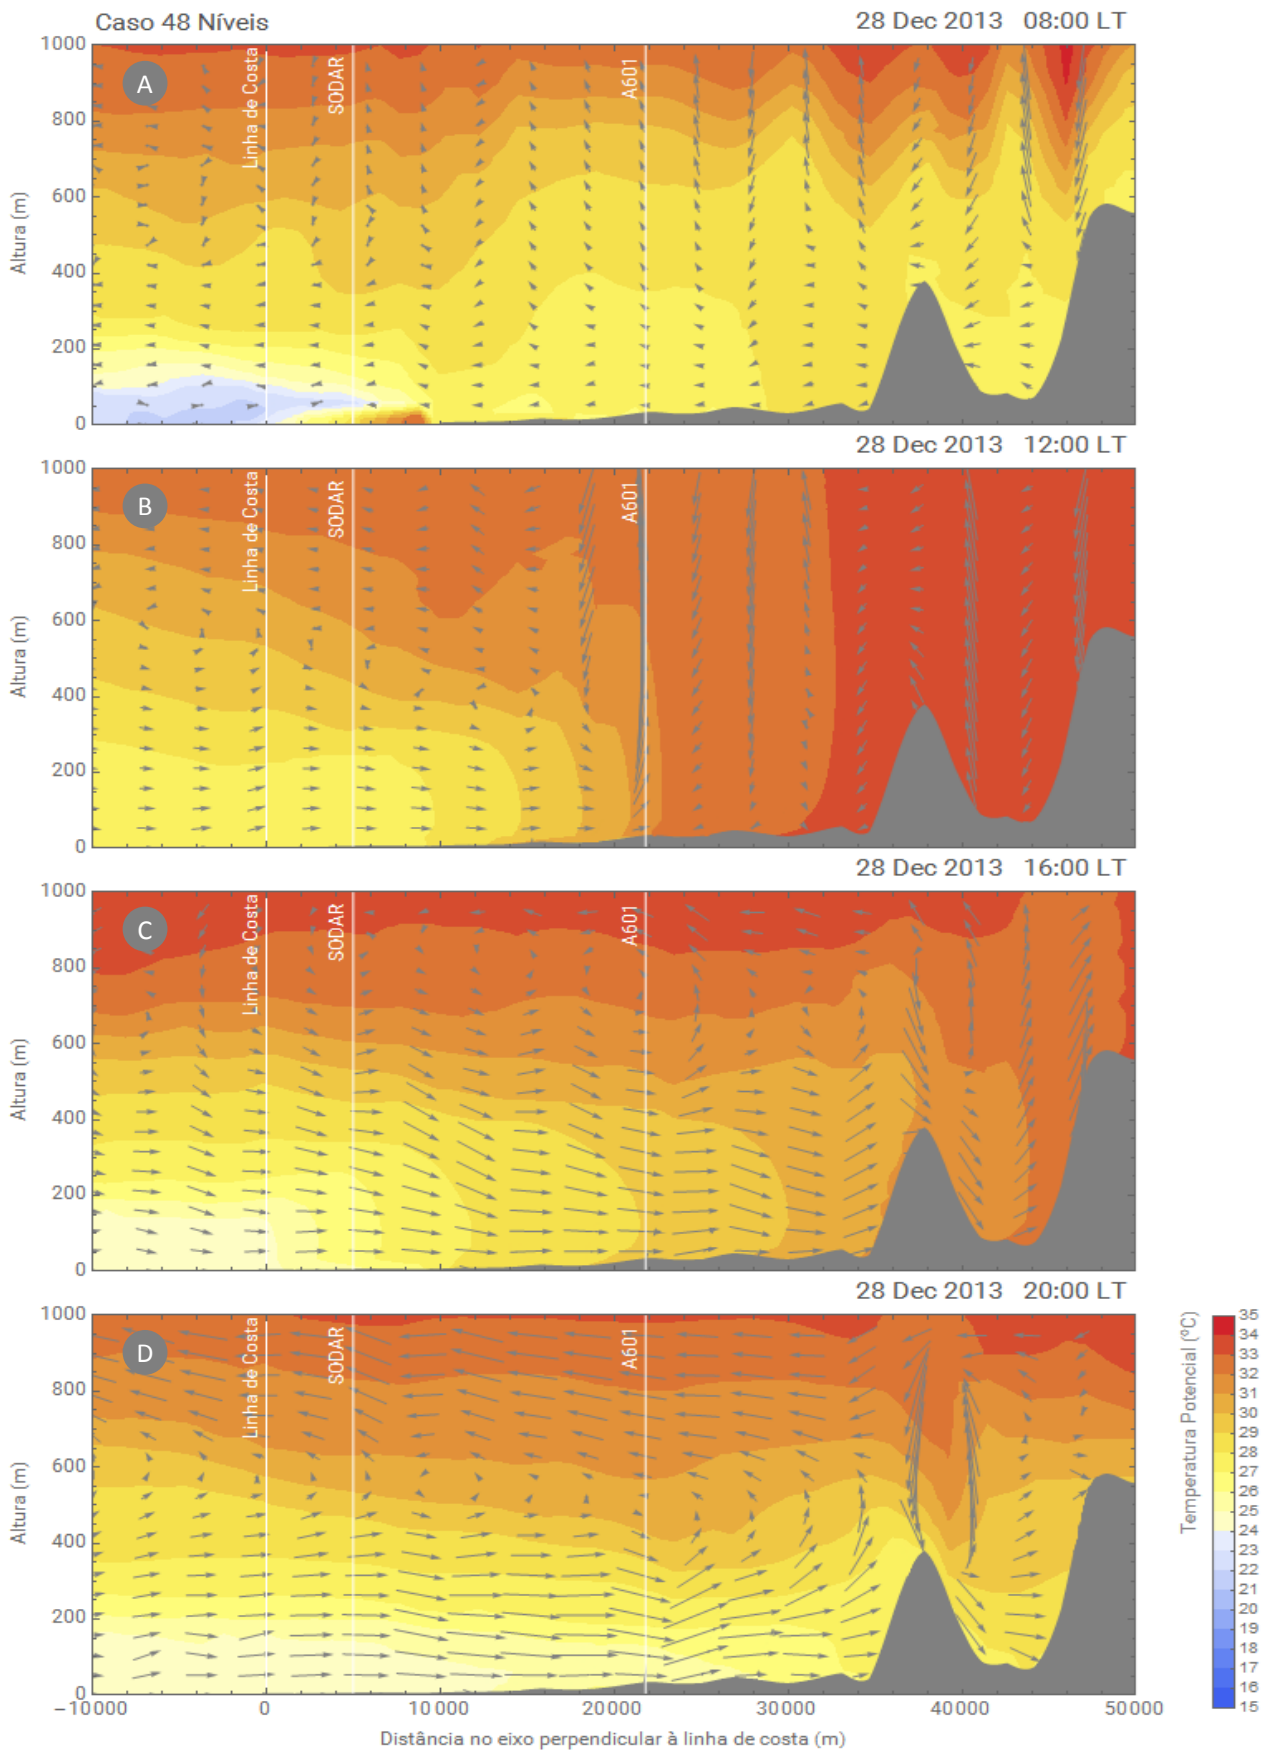 Caso 48 Níveis
28 Dec 2013 08:00 LT
1000
800
600
400
200
0
Altura (m)
A
Linha de Costa
SODAR
A601
28 Dec 2013 12:00 LT
1000
800
600
400
200
0
Altura (m)
B
Linha de Costa
SODAR
A601
28 Dec 2013 16:00 LT
1000
800
600
400
200
0
Altura (m)
C
Linha de Costa
SODAR
A601
28 Dec 2013 20:00 LT
1000
800
600
400
200
0
Altura (m)
D
Linha de Costa
SODAR
A601
−10000 0 10000 20000 30000 40000 50000
Distância no eixo perpendicular à linha de costa (m)
Temperatura Potencial (ºC)
35
34
33
32
31
30
29
28
27
26
25
24
23
22
21
20
19
18
17
16
15